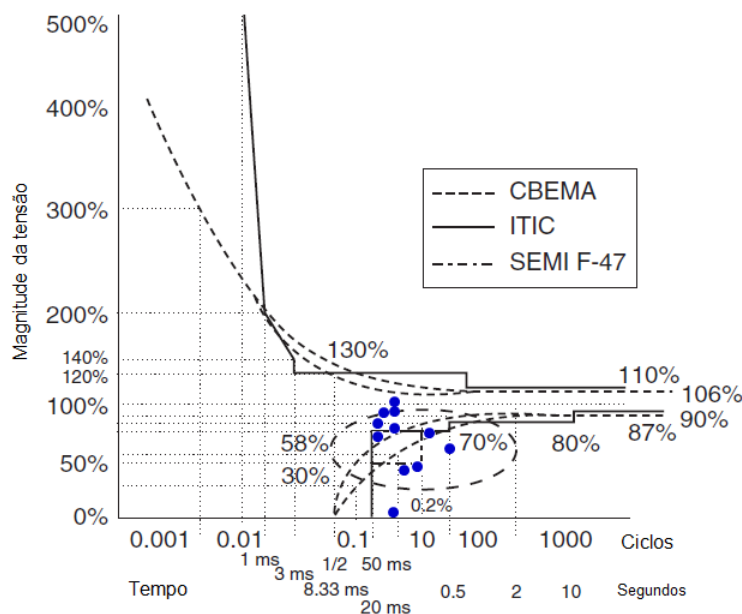 500%
400%
Magnitude da tensão
300%
200%
140%
120%
100%
50%
0%
CBEMA
ITIC
SEMI F-47
130%
110%
106%
90%
87%
58%
70%
80%
30%
0.2%
0.001 0.01 0.1 10 100 1000 Ciclos
1 ms 3 ms 1/2 50 ms
8.33 ms 20 ms
Tempo 0.5 2 10 Segundos